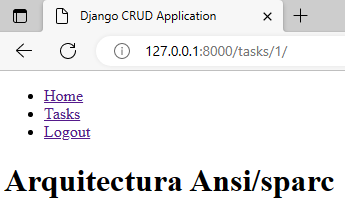 Django CRUD Application
127.0.0.1:8000/tasks/1/
Home
Tasks
Logout
Arquitectura Ansi/sparc